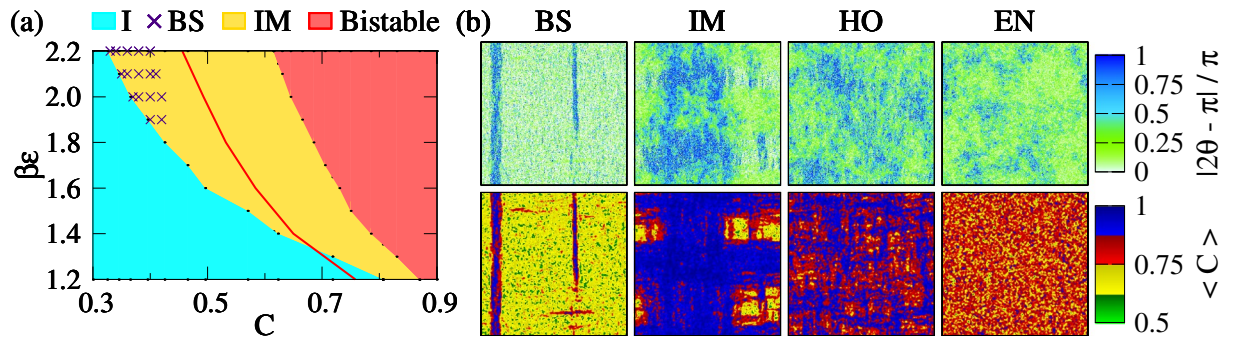 (a) I BS IM Bistable
2.2
2.0
1.8
1.6
1.4
1.2
βε
0.3 0.5 0.7 0.9
C
(b) BS IM HO EN
1
0.75
0.5
0.25
0
|2θ - π| / π
1
0.75
0.5
< C >